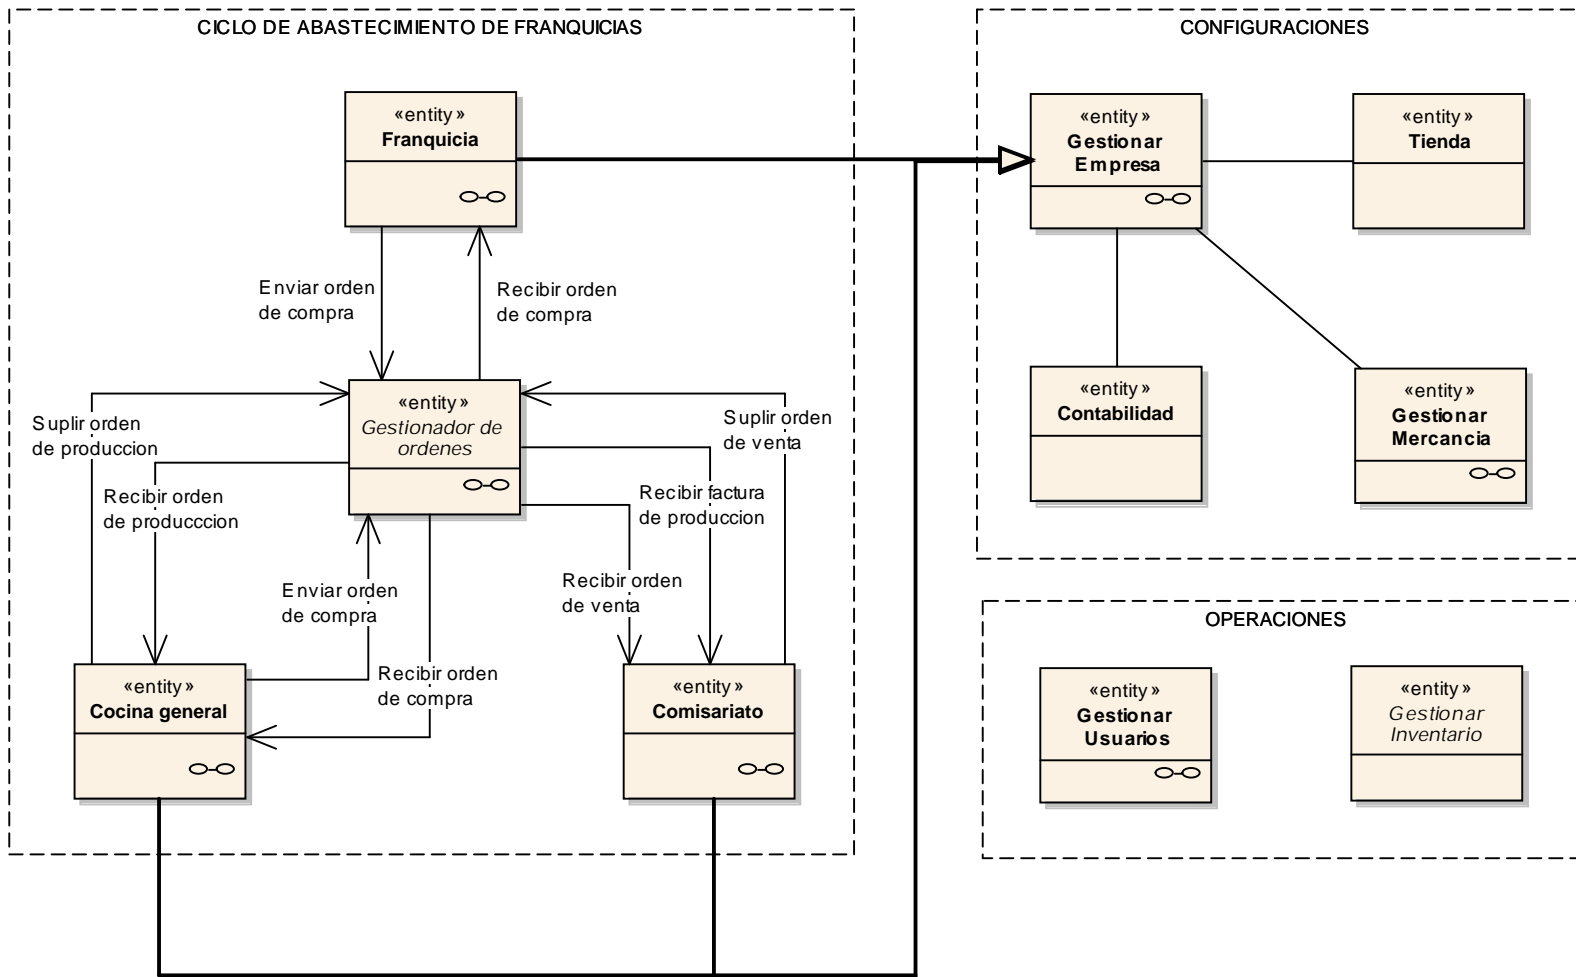 CICLO DE ABASTECIMIENTO DE FRANQUICIAS
«entity»
Franquicia
Enviar orden
de compra
Recibir orden
de compra
«entity»
Gestionador de
ordenes
Suplir orden
de produccion
Suplir orden
de venta
Recibir orden
de producccion
Recibir factura
de produccion
Enviar orden
de compra
Recibir orden
de venta
Recibir orden
de compra
«entity»
Cocina general
«entity»
Comisariato
CONFIGURACIONES
«entity»
Gestionar
Empresa
«entity»
Tienda
«entity»
Contabilidad
«entity»
Gestionar
Mercancia
OPERACIONES
«entity»
Gestionar
Usuarios
«entity»
Gestionar
Inventario